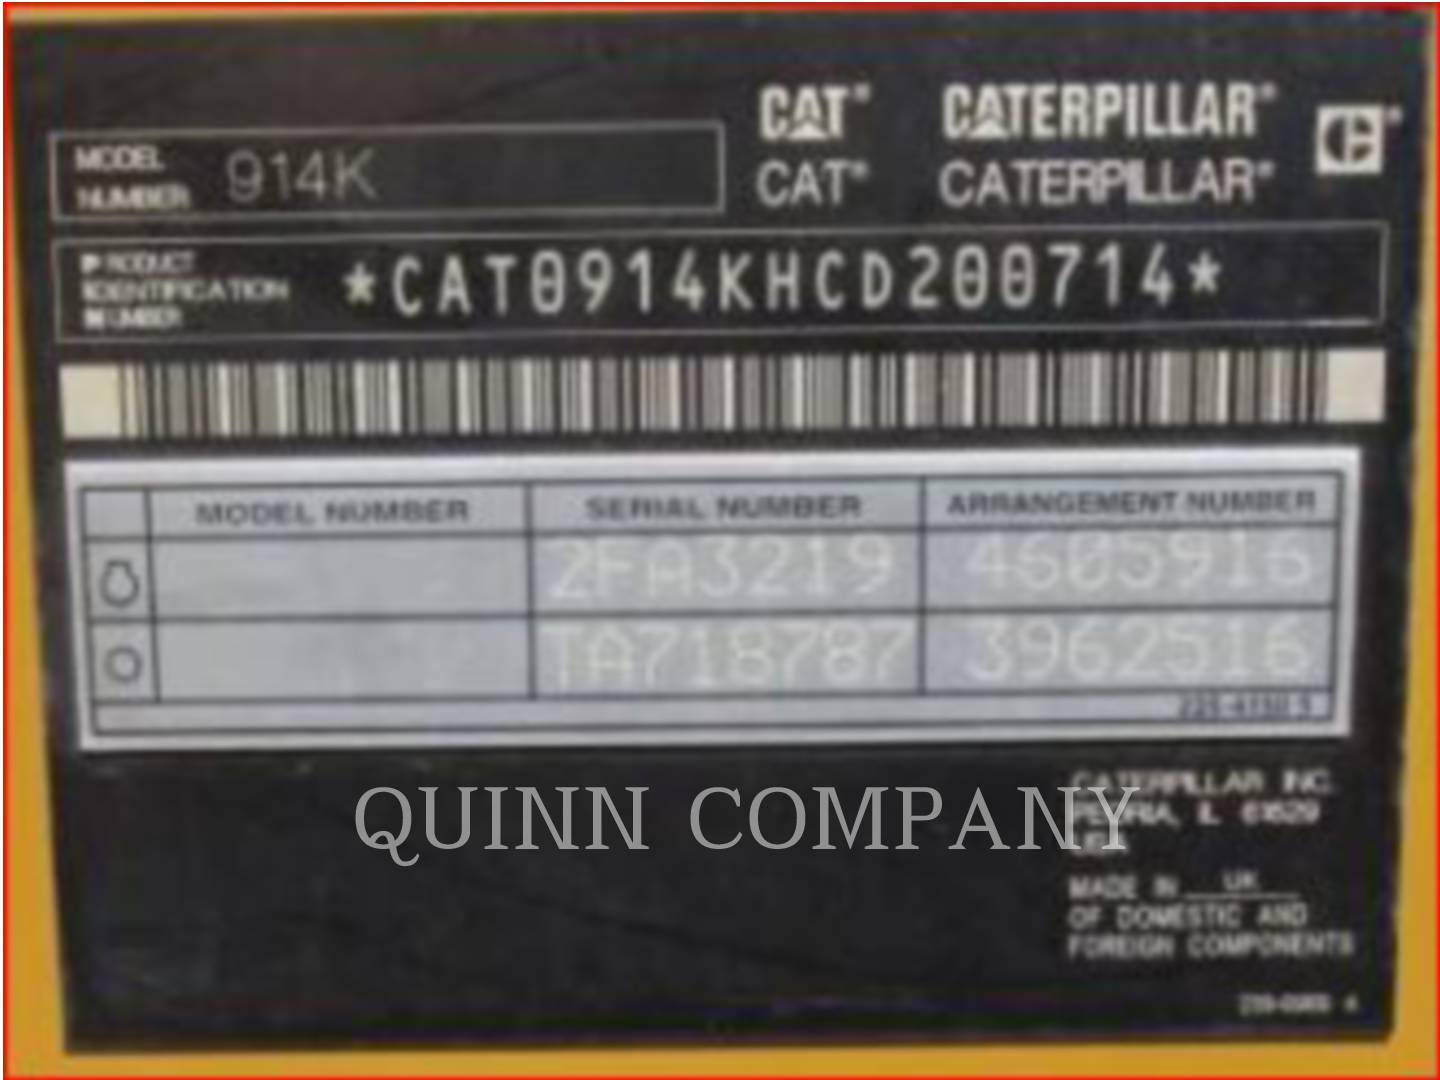 CAT® CATERPILLAR®
MODEL NUMBER 914K
CAT® CATERPILLAR®
PRODUCT IDENTIFICATION NUMBER *CAT0914KHCD200714*
MODEL NUMBER SERIAL NUMBER ARRANGEMENT NUMBER
2FA3219 4605916
TA718787 3962516
QUINN COMPANY
CATERPILLAR INC.
PEORIA, IL 61629
USA
MADE IN UK
OF DOMESTIC AND
FOREIGN COMPONENTS